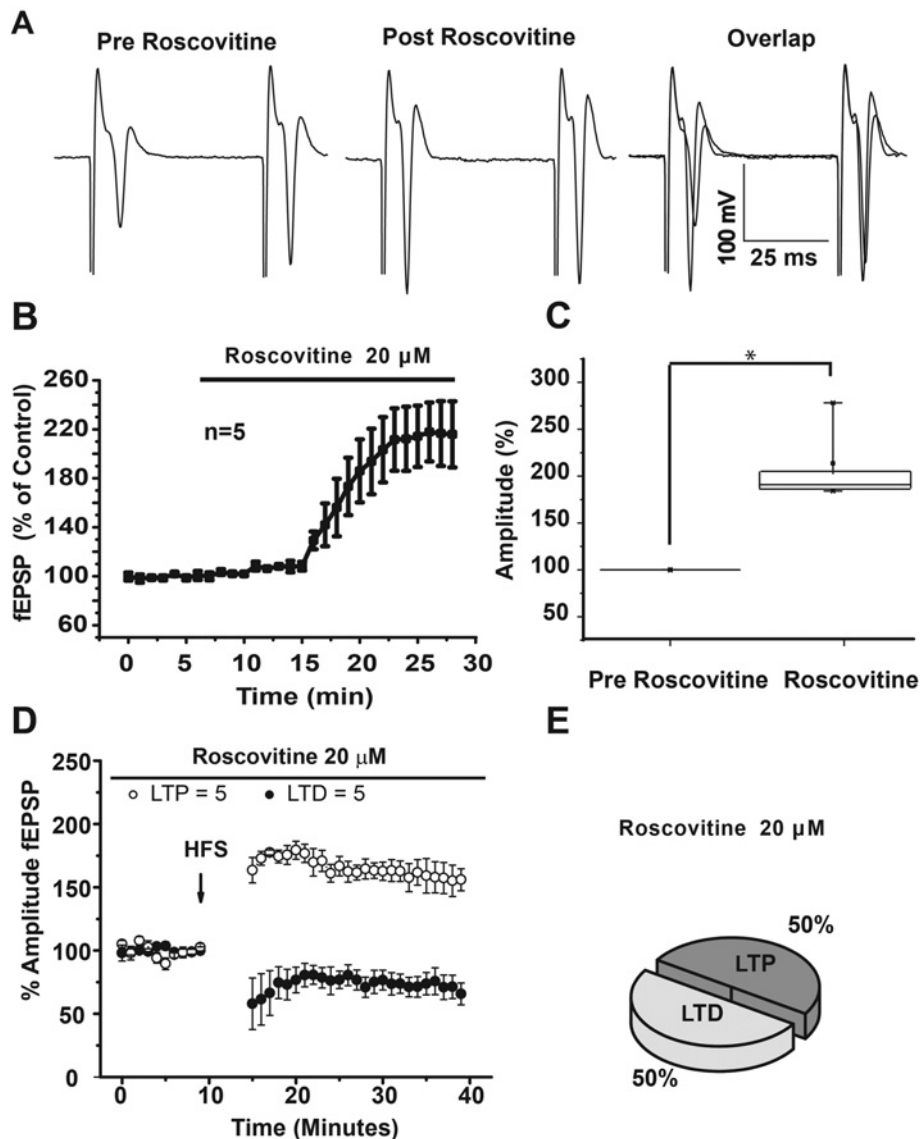 A
Pre Roscovitine
Post Roscovitine
Overlap
100 mV
25 ms
B
Roscovitine 20 µM
n=5
fEPSP (% of Control)
260
220
180
140
100
60
0 5 10 15 20 25 30
Time (min)
C
*
Amplitude (%)
300
250
200
150
100
50
Pre Roscovitine Roscovitine
D
Roscovitine 20 µM
LTP = 5 LTD = 5
HFS
% Amplitude fEPSP
250
200
150
100
50
0
0 10 20 30 40
Time (Minutes)
E
Roscovitine 20 µM
50%
LTP
LTD
50%